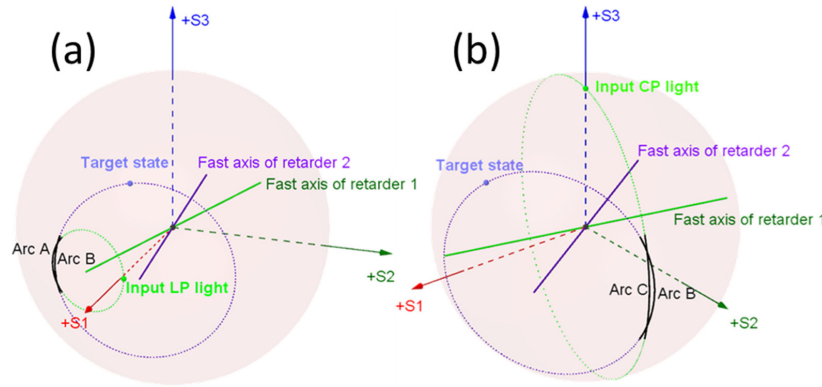 (a)
+S3
Target state
Fast axis of retarder 2
Fast axis of retarder 1
Arc A
Arc B
Input LP light
+S2
+S1
(b)
+S3
Input CP light
Target state
Fast axis of retarder 2
Fast axis of retarder 1
Arc C
Arc B
+S1
+S2